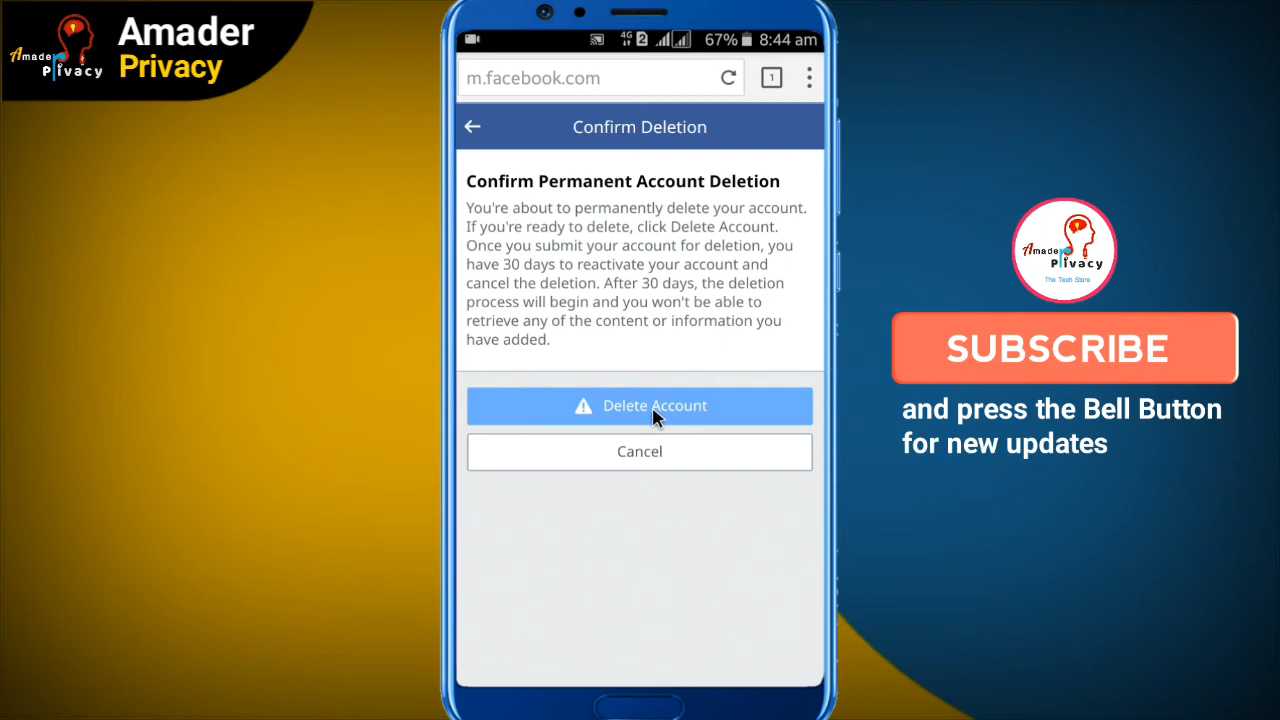 Amader
Privacy
Amader
Privacy
4G
2
67%
8:44 am
m.facebook.com
1
Confirm Deletion
Confirm Permanent Account Deletion
You're about to permanently delete your account.
If you're ready to delete, click Delete Account.
Once you submit your account for deletion, you
have 30 days to reactivate your account and
cancel the deletion. After 30 days, the deletion
process will begin and you won't be able to
retrieve any of the content or information you
have added.
Delete Account
Cancel
Amader
Privacy
The Tech Store
SUBSCRIBE
and press the Bell Button
for new updates